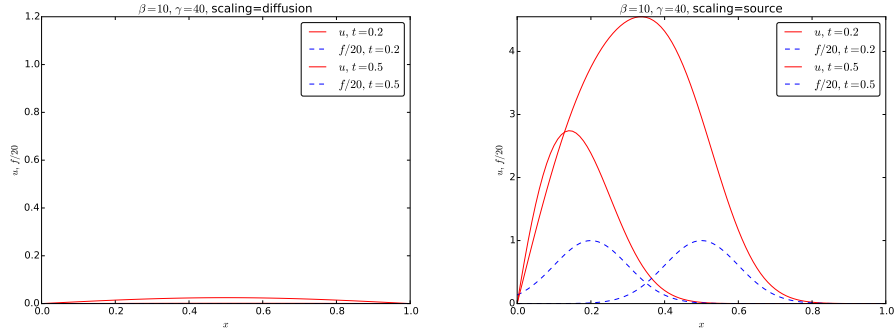 β=10, γ=40, scaling=diffusion
u, f/20
1.2
1.0
0.8
0.6
0.4
0.2
0.0
0.0 0.2 0.4 0.6 0.8 1.0
x
u, t=0.2
f/20, t=0.2
u, t=0.5
f/20, t=0.5
β=10, γ=40, scaling=source
u, f/20
4
3
2
1
0
0.0 0.2 0.4 0.6 0.8 1.0
x
u, t=0.2
f/20, t=0.2
u, t=0.5
f/20, t=0.5